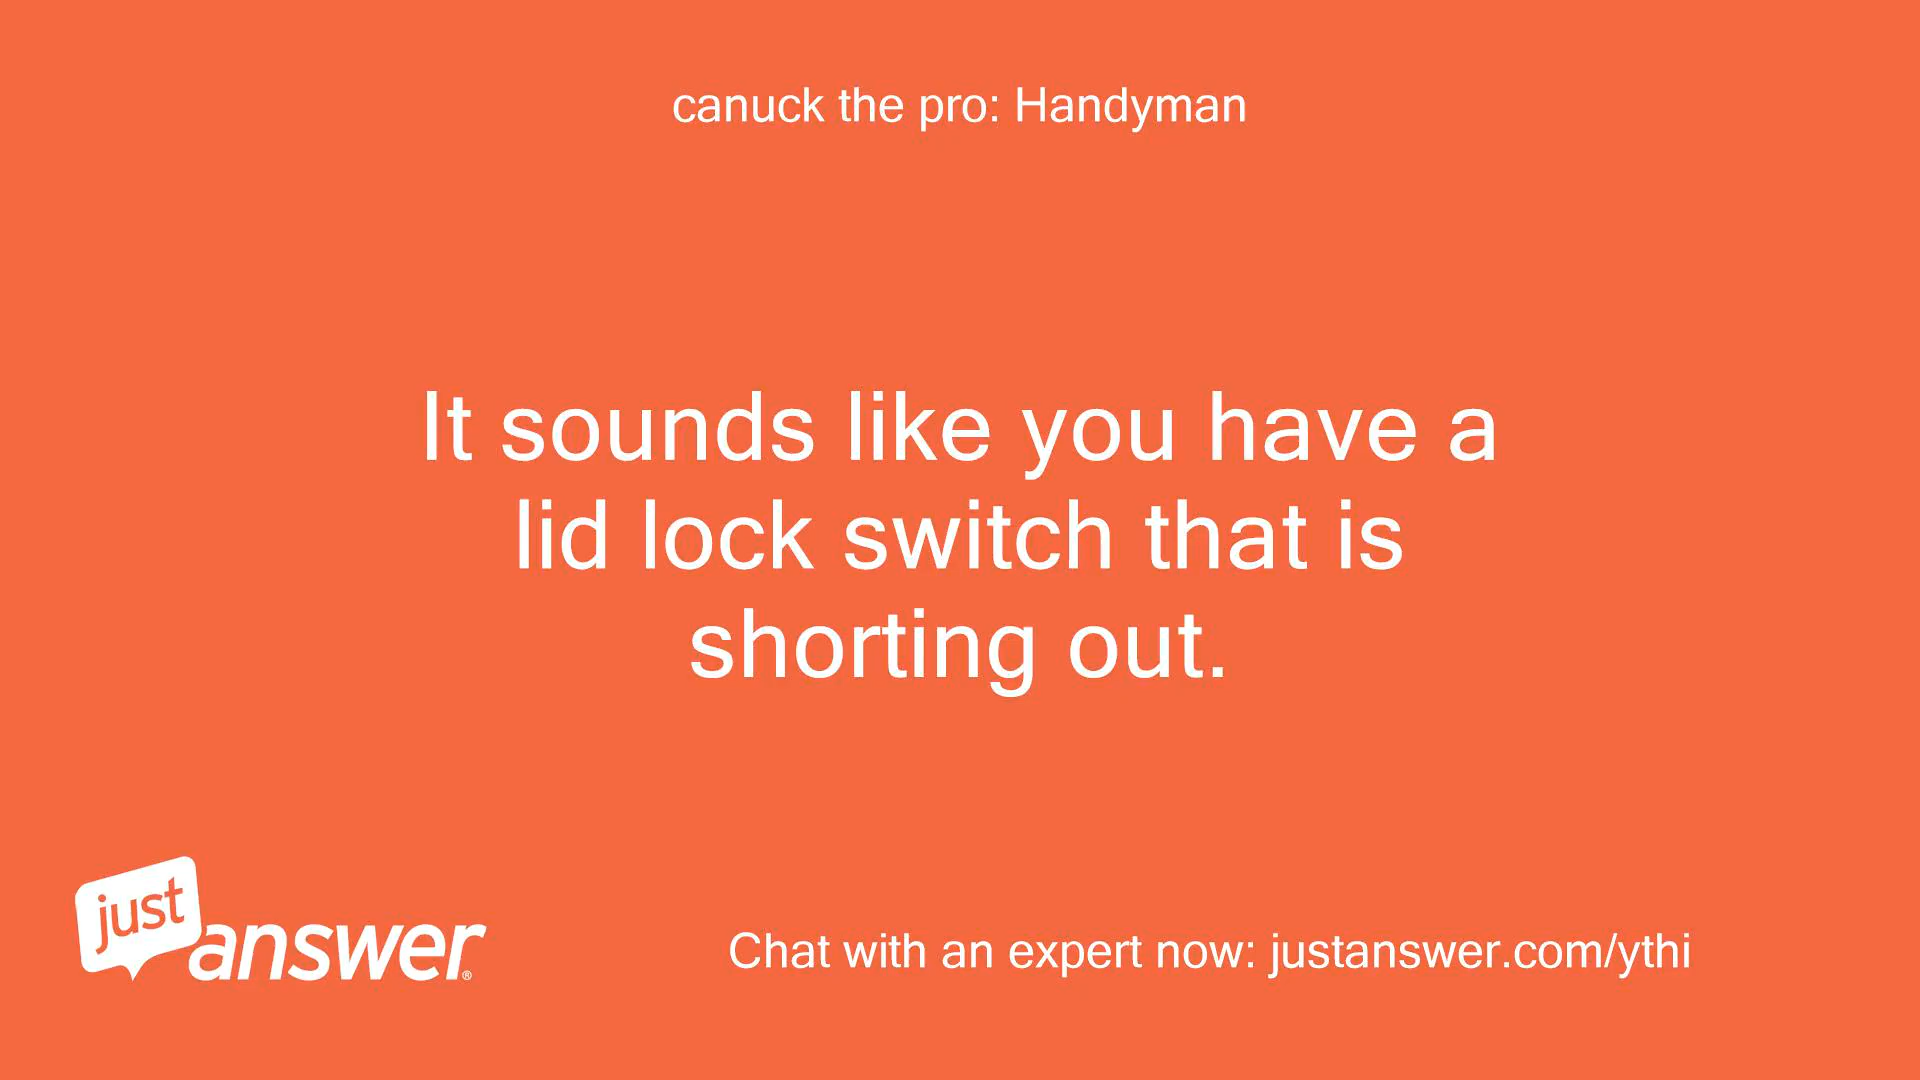 canuck the pro: Handyman
It sounds like you have a
lid lock switch that is
shorting out.
just
answer®
Chat with an expert now: justanswer.com/ythi